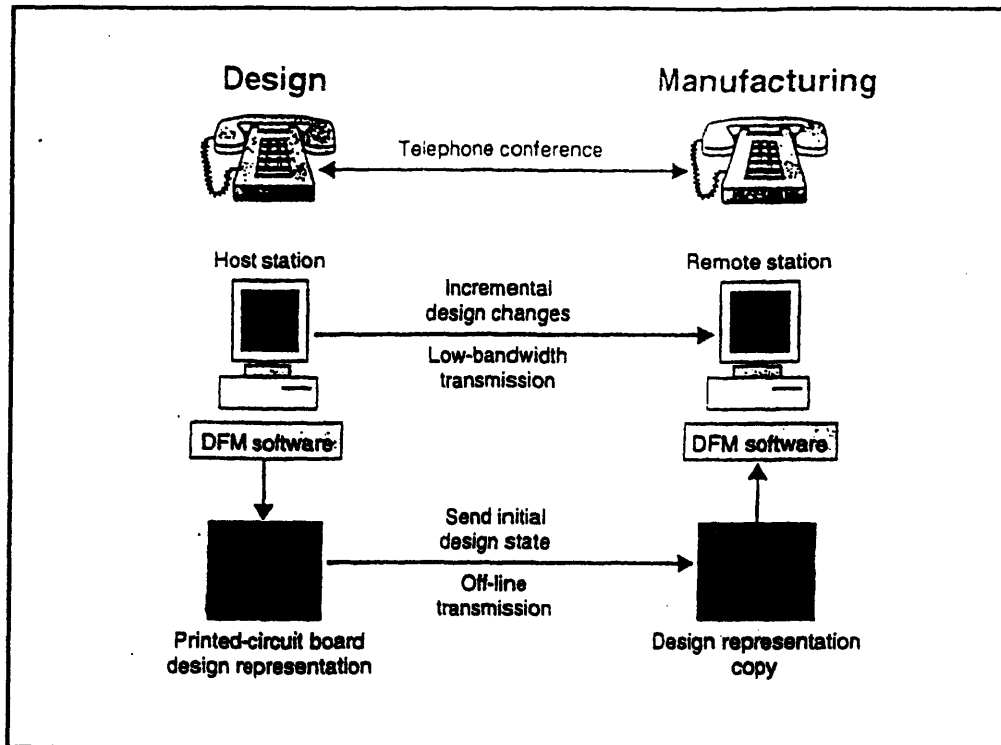 Design
Manufacturing
Telephone conference
Host station
Remote station
Incremental
design changes
Low-bandwidth
transmission
DFM software
DFM software
Send initial
design state
Off-line
transmission
Printed-circuit board
design representation
Design representation
copy